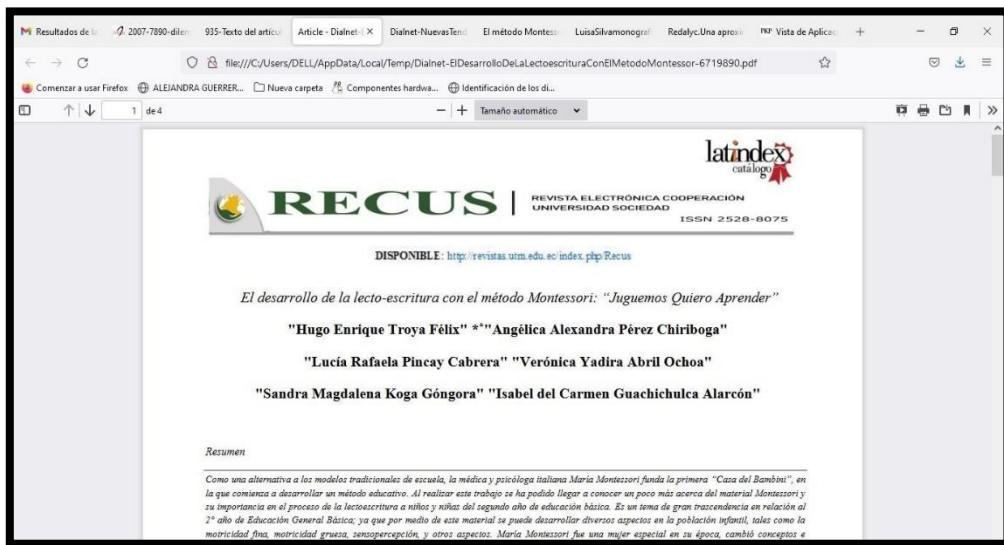 Resultados de la
2007-7890-dilen
935-Texto del artícul
Article - Dialnet-
Dialnet-NuevasTend
El método Montess
LuisaSilvamonograf
Redalyc.Una aproxi
PKP Vista de Aplicac
file:///C:/Users/DELL/AppData/Local/Temp/Dialnet-ElDesarrolloDeLaLectoescrituraConElMetodoMontessor-6719890.pdf
Comenzar a usar Firefox
ALEJANDRA GUERRER...
Nueva carpeta
Componentes hardwa...
Identificación de los di...
1 de 4
Tamaño automático
latindex
catálogo
RECUS
REVISTA ELECTRÓNICA COOPERACIÓN
UNIVERSIDAD SOCIEDAD
ISSN 2528-8075
DISPONIBLE: http://revistas.utm.edu.ec/index.php/Recus
El desarrollo de la lecto-escritura con el método Montessori: “Juguemos Quiero Aprender”
"Hugo Enrique Troya Félix" **"Angélica Alexandra Pérez Chiriboga"
"Lucía Rafaela Pincay Cabrera" "Verónica Yadira Abril Ochoa"
"Sandra Magdalena Koga Góngora" "Isabel del Carmen Guachichulca Alarcón"
Resumen
Como una alternativa a los modelos tradicionales de escuela, la médica y psicóloga italiana María Montessori funda la primera “Casa del Bambini”, en
la que comienza a desarrollar un método educativo. Al realizar este trabajo se ha podido llegar a conocer un poco más acerca del material Montessori y
su importancia en el proceso de la lectoescritura a niños y niñas del segundo año de educación básica. Es un tema de gran trascendencia en relación al
2° año de Educación General Básica; ya que por medio de este material se puede desarrollar diversos aspectos en la población infantil, tales como la
motricidad fina, motricidad gruesa, sensopercepción, y otros aspectos. María Montessori fue una mujer especial en su época, cambió conceptos e